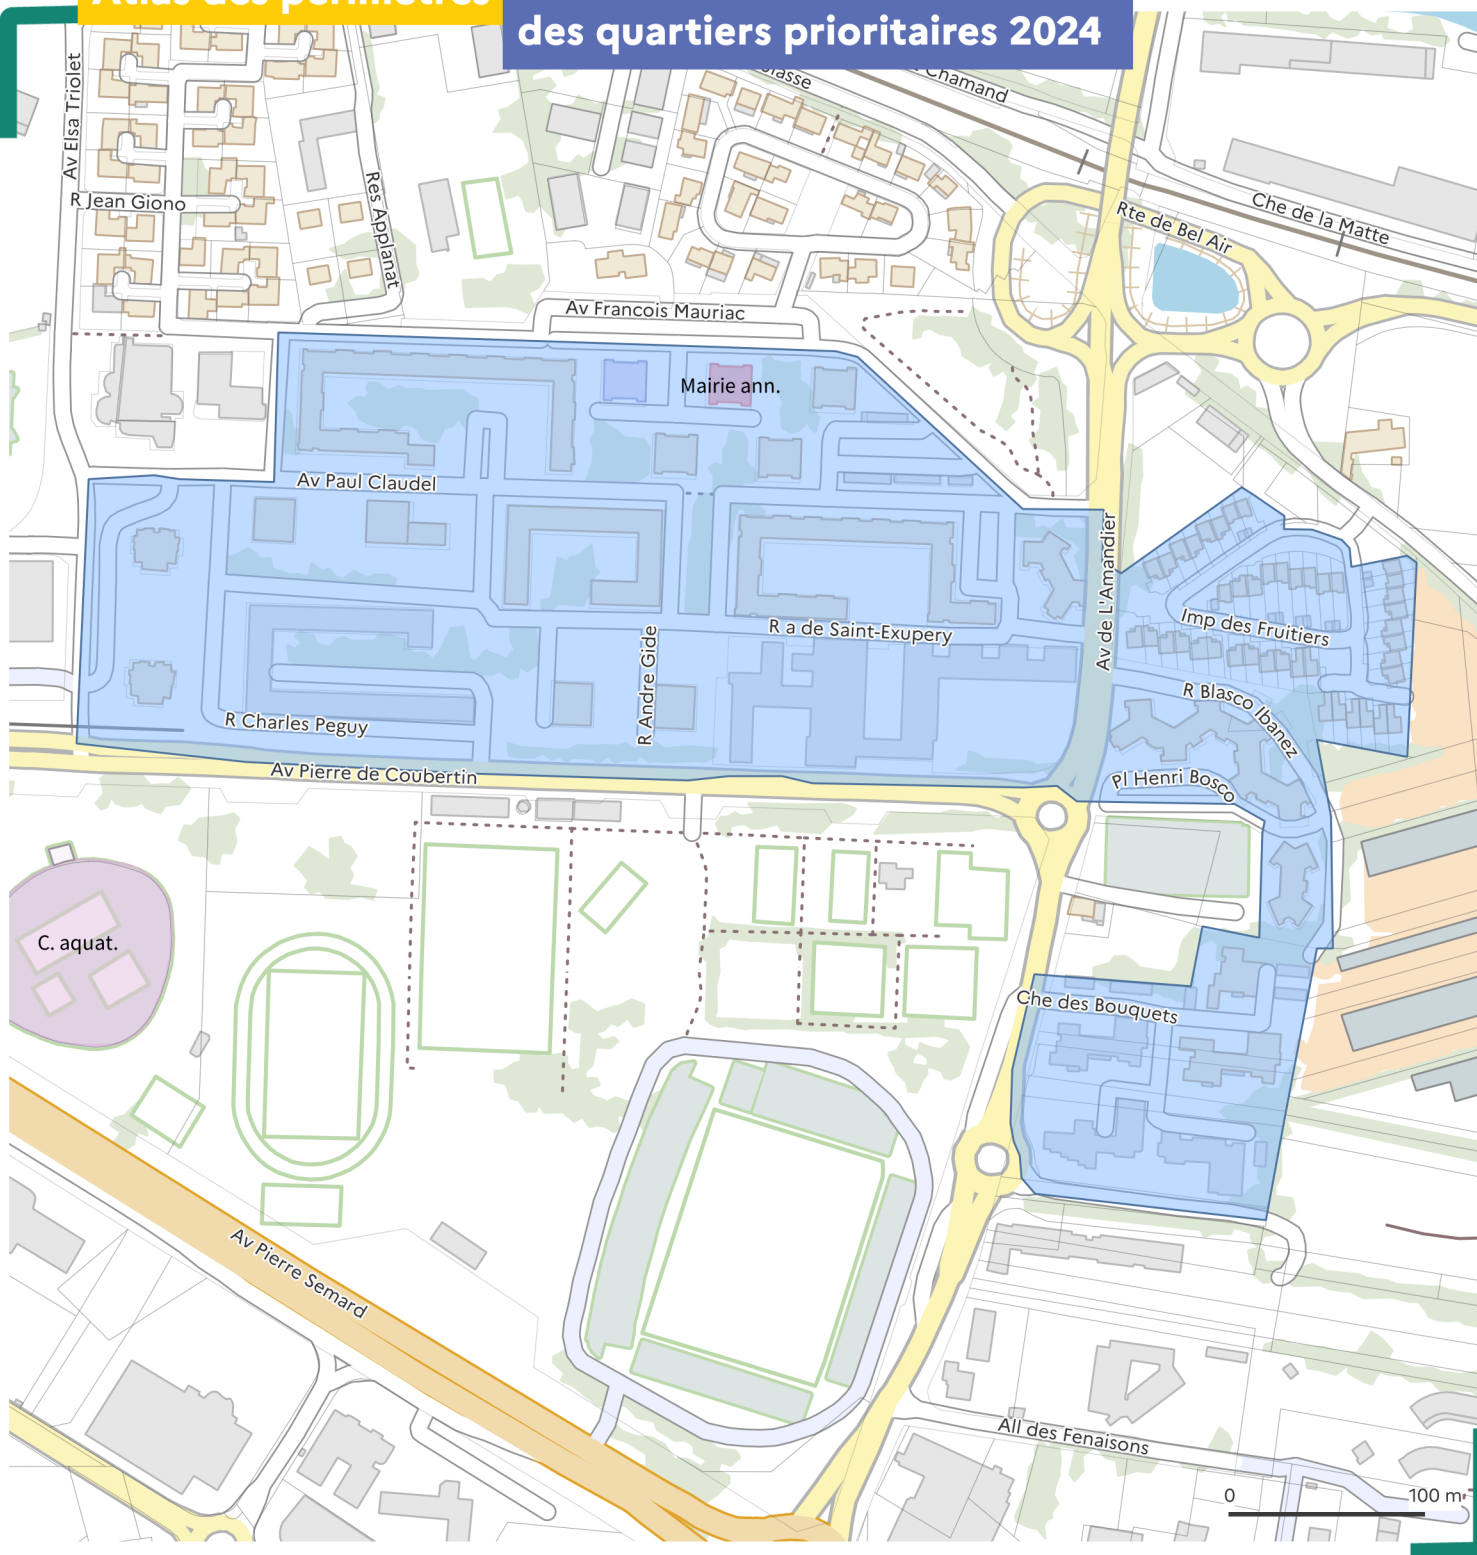 Atlas des périmètres
des quartiers prioritaires 2024
Chamand
Av Elsa Triolet
R Jean Giono
Res Applanat
Rte de Bel Air
Che de la Matte
Av Francois Mauriac
Mairie ann.
Av Paul Claudel
Av de L'Amandier
Imp des Fruitiers
R a de Saint-Exupery
R Andre Gide
R Blasco Ibanez
R Charles Peguy
Av Pierre de Coubertin
Pl Henri Bosco
C. aquat.
Che des Bouquets
Av Pierre Semard
All des Fenaisons
0 100 m